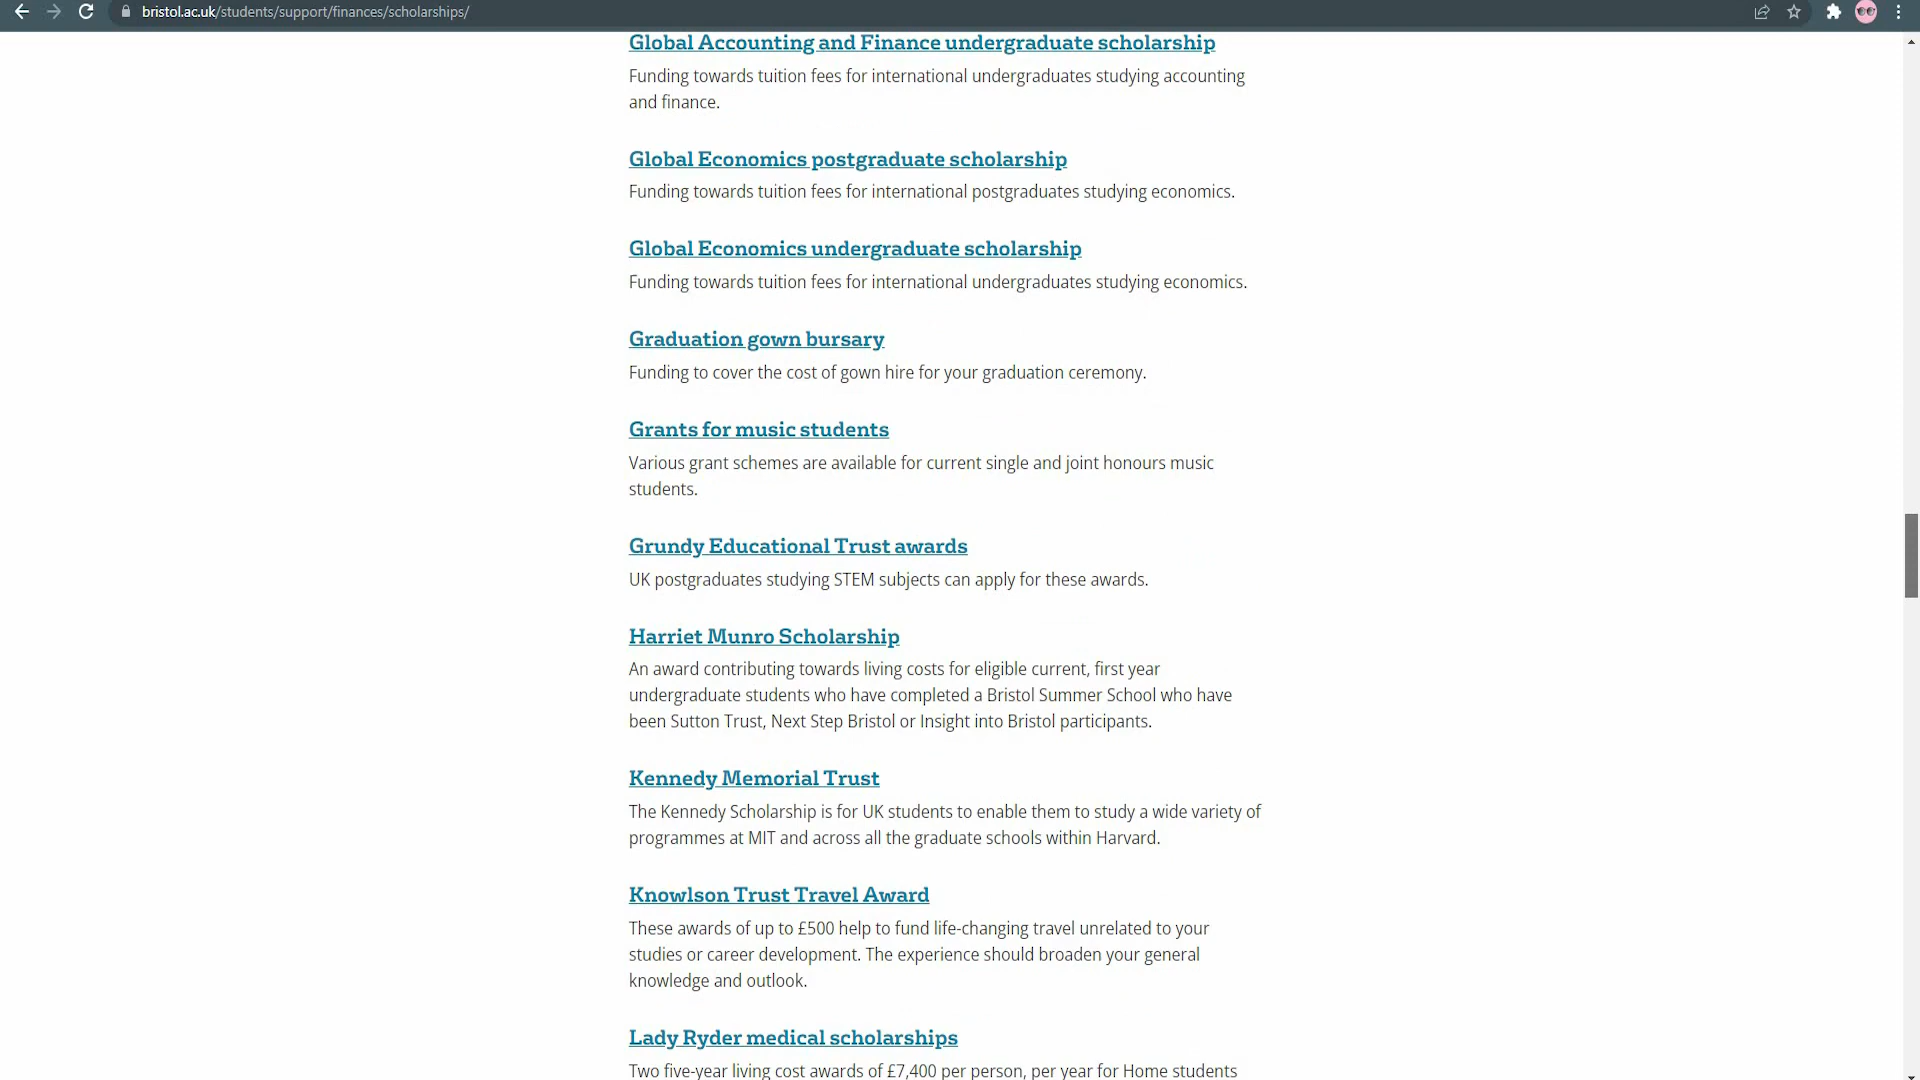 bristol.ac.uk/students/support/finances/scholarships/
Global Accounting and Finance undergraduate scholarship
Funding towards tuition fees for international undergraduates studying accounting
and finance.
Global Economics postgraduate scholarship
Funding towards tuition fees for international postgraduates studying economics.
Global Economics undergraduate scholarship
Funding towards tuition fees for international undergraduates studying economics.
Graduation gown bursary
Funding to cover the cost of gown hire for your graduation ceremony.
Grants for music students
Various grant schemes are available for current single and joint honours music
students.
Grundy Educational Trust awards
UK postgraduates studying STEM subjects can apply for these awards.
Harriet Munro Scholarship
An award contributing towards living costs for eligible current, first year
undergraduate students who have completed a Bristol Summer School who have
been Sutton Trust, Next Step Bristol or Insight into Bristol participants.
Kennedy Memorial Trust
The Kennedy Scholarship is for UK students to enable them to study a wide variety of
programmes at MIT and across all the graduate schools within Harvard.
Knowlson Trust Travel Award
These awards of up to £500 help to fund life-changing travel unrelated to your
studies or career development. The experience should broaden your general
knowledge and outlook.
Lady Ryder medical scholarships
Two five-year living cost awards of £7,400 per person, per year for Home students